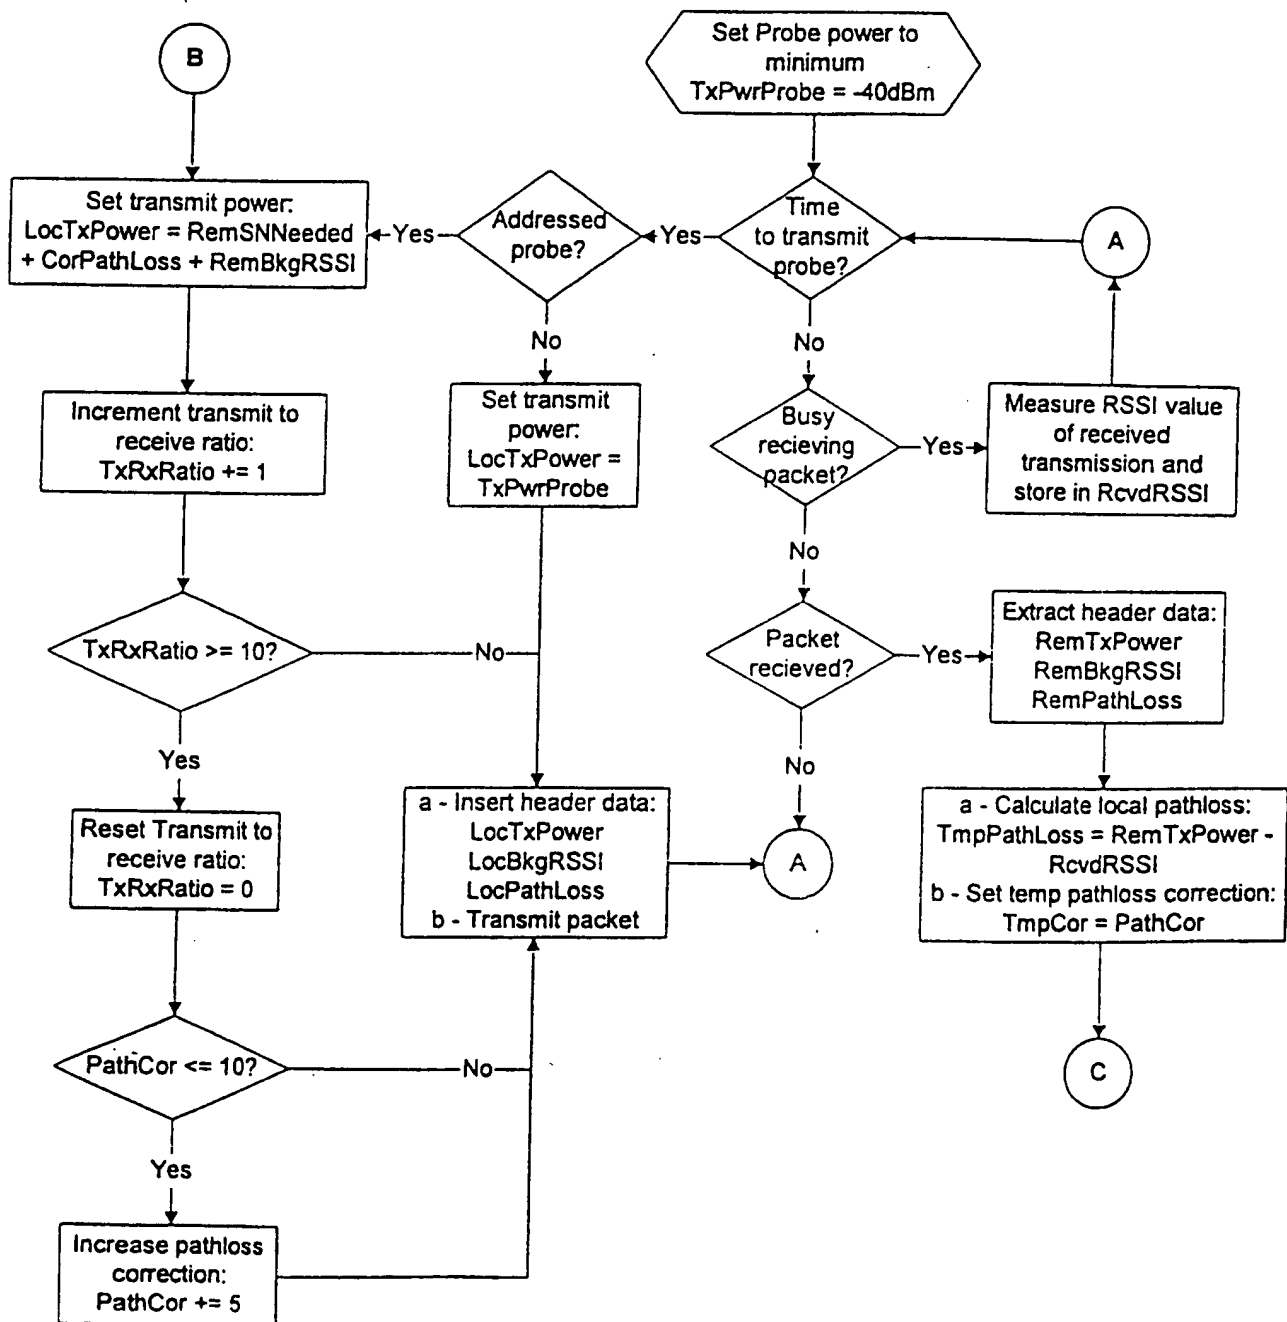 B
Set Probe power to
minimum
TxPwrProbe = -40dBm
Set transmit power:
LocTxPower = RemSNNeeded
+ CorPathLoss + RemBkgRSSI
Yes
Addressed
probe?
Yes
Time
to transmit
probe?
A
No
No
Increment transmit to
receive ratio:
TxRxRatio += 1
Set transmit
power:
LocTxPower =
TxPwrProbe
Busy
recieving
packet?
Yes
Measure RSSI value
of received
transmission and
store in RcvdRSSI
No
TxRxRatio >= 10?
No
Packet
recieved?
Yes
Extract header data:
RemTxPower
RemBkgRSSI
RemPathLoss
Yes
No
Reset Transmit to
receive ratio:
TxRxRatio = 0
a - Insert header data:
LocTxPower
LocBkgRSSI
LocPathLoss
b - Transmit packet
A
a - Calculate local pathloss:
TmpPathLoss = RemTxPower -
RcvdRSSI
b - Set temp pathloss correction:
TmpCor = PathCor
PathCor <= 10?
No
C
Yes
Increase pathloss
correction:
PathCor += 5